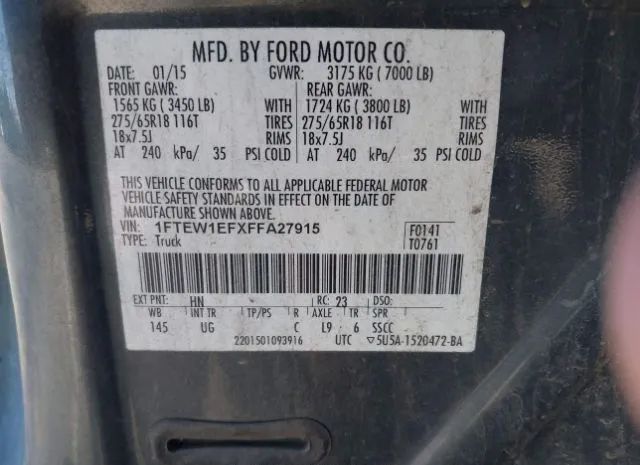 MFD. BY FORD MOTOR CO.
DATE: 01/15 GVWR: 3175 KG ( 7000 LB)
FRONT GAWR: REAR GAWR:
1565 KG ( 3450 LB) WITH 1724 KG ( 3800 LB) WITH
275/65R18 116T TIRES 275/65R18 116T TIRES
18x7.5J RIMS 18x7.5J RIMS
AT 240 kPa/ 35 PSI COLD AT 240 kPa/ 35 PSI COLD
THIS VEHICLE CONFORMS TO ALL APPLICABLE FEDERAL MOTOR
VEHICLE SAFETY STANDARDS IN EFFECT ON THE DATE OF
MANUFACTURE SHOWN ABOVE.
VIN: 1FTEW1EFXFFA27915 F0141
TYPE: Truck T0761
EXT PNT: HN RC: 23 DSO:
WB INT TR TP/PS R AXLE TR SPR
145 UG C L9 6 SSCC
2201501093916 UTC ▽5U5A-1520472-BA